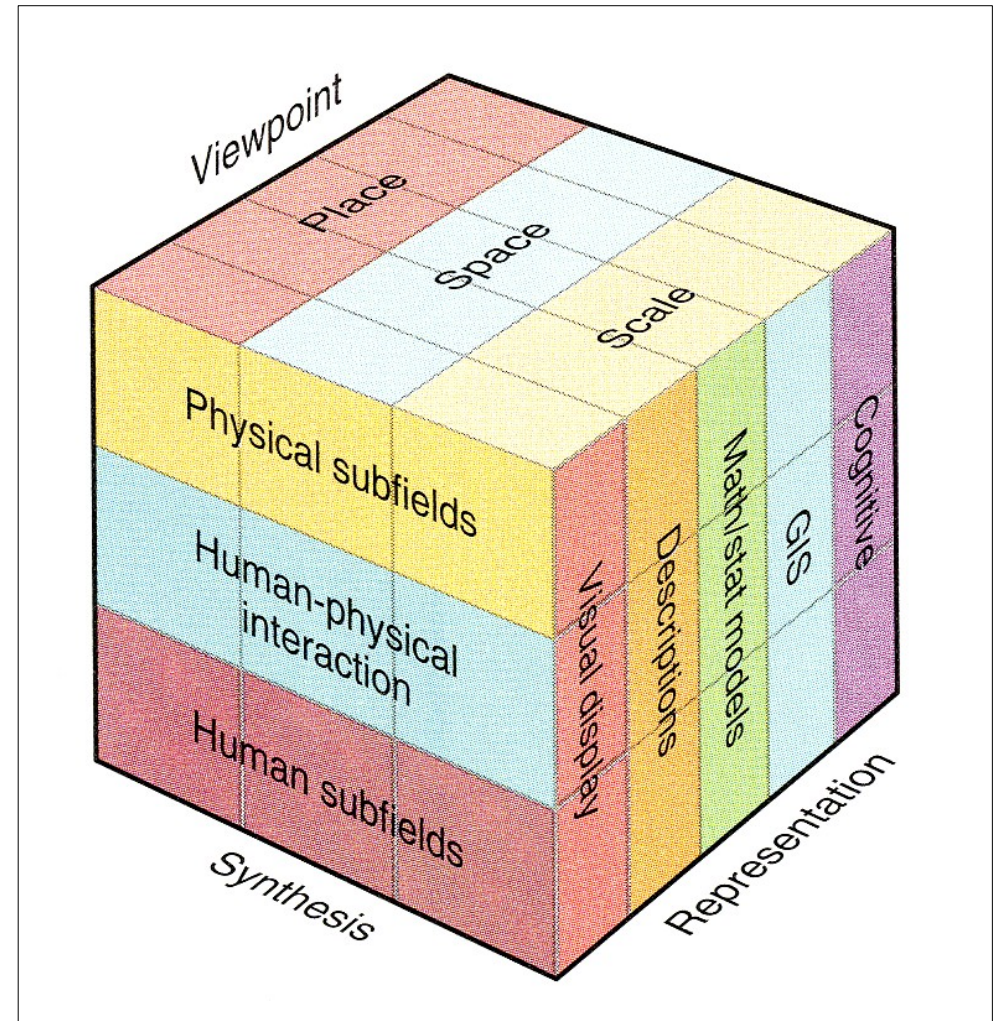 Viewpoint
Place
Space
Scale
Physical subfields
Human-physical
interaction
Human subfields
Visual display
Descriptions
Math/stat models
GIS
Cognitive
Synthesis
Representation